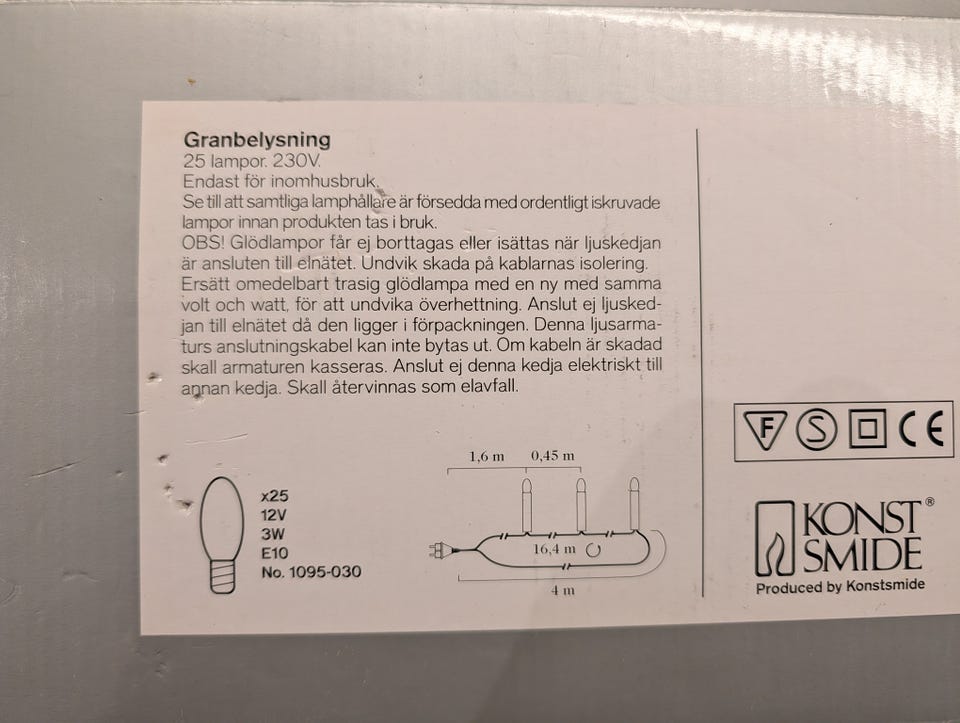 Granbelysning
25 lampor. 230V.
Endast för inomhusbruk.
Se till att samtliga lamphållare är försedda med ordentligt iskruvade
lampor innan produkten tas i bruk.
OBS! Glödlampor får ej borttagas eller isättas när ljuskedjan
är ansluten till elnätet. Undvik skada på kablarnas isolering.
Ersätt omedelbart trasig glödlampa med en ny med samma
volt och watt, för att undvika överhettning. Anslut ej ljusked-
jan till elnätet då den ligger i förpackningen. Denna ljusarma-
turs anslutningskabel kan inte bytas ut. Om kabeln är skadad
skall armaturen kasseras. Anslut ej denna kedja elektriskt till
annan kedja. Skall återvinnas som elavfall.
x25
12V
3W
E10
No. 1095-030
1,6 m 0,45 m
16,4 m
4 m
F S CE
KONST®
SMIDE
Produced by Konstsmide